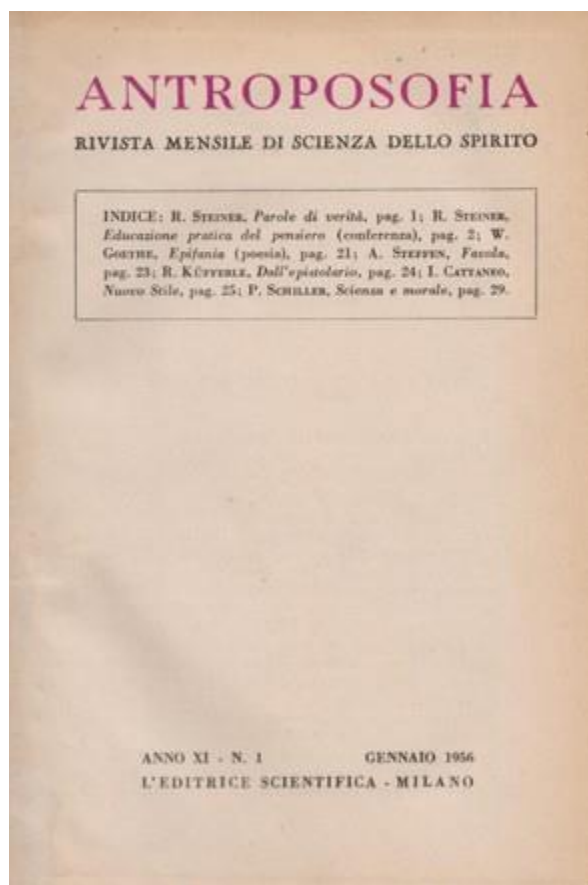 ANTROPOSOFIA
RIVISTA MENSILE DI SCIENZA DELLO SPIRITO
INDICE: R. STEINER, Parole di verità, pag. 1; R. STEINER,
Educazione pratica del pensiero (conferenza), pag. 2; W.
GOETHE, Epifania (poesia), pag. 21; A. STEFFEN, Favola,
pag. 23; R. KÜFFERLE, Dall'epistolario, pag. 24; I. CATTANEO,
Nuovo Stile, pag. 25; P. SCHILLER, Scienza e morale, pag. 29.
ANNO XI - N. 1 GENNAIO 1956
L'EDITRICE SCIENTIFICA - MILANO